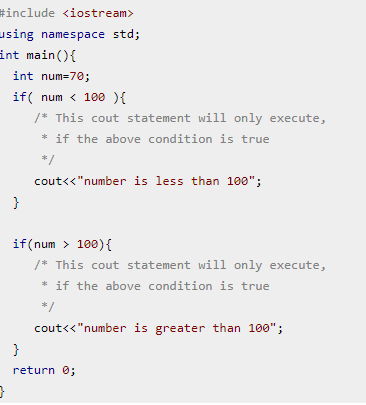 #include <iostream>
using namespace std;
int main(){
  int num=70;
  if( num < 100 ){
     /* This cout statement will only execute,
      * if the above condition is true
      */
     cout<<"number is less than 100";
  }

  if(num > 100){
     /* This cout statement will only execute,
      * if the above condition is true
      */
     cout<<"number is greater than 100";
  }
  return 0;
}